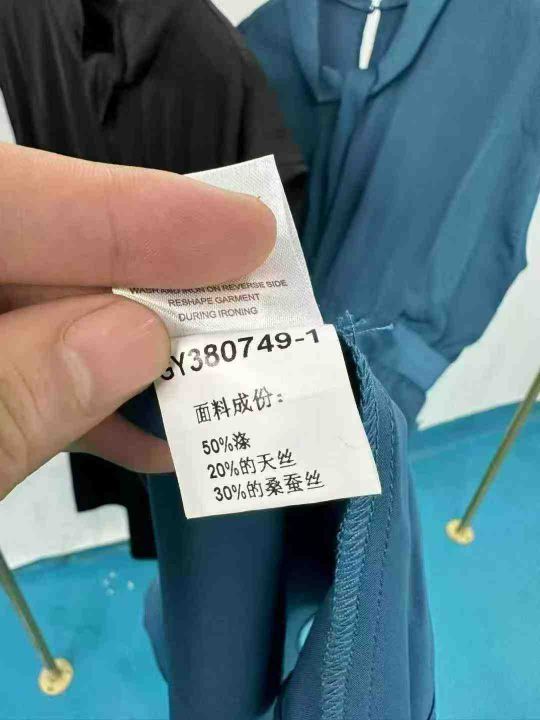 WASH AND IRON ON REVERSE SIDE
RESHAPE GARMENT
DURING IRONING
GY380749-1
面料成份：
50%涤
20%的天丝
30%的桑蚕丝